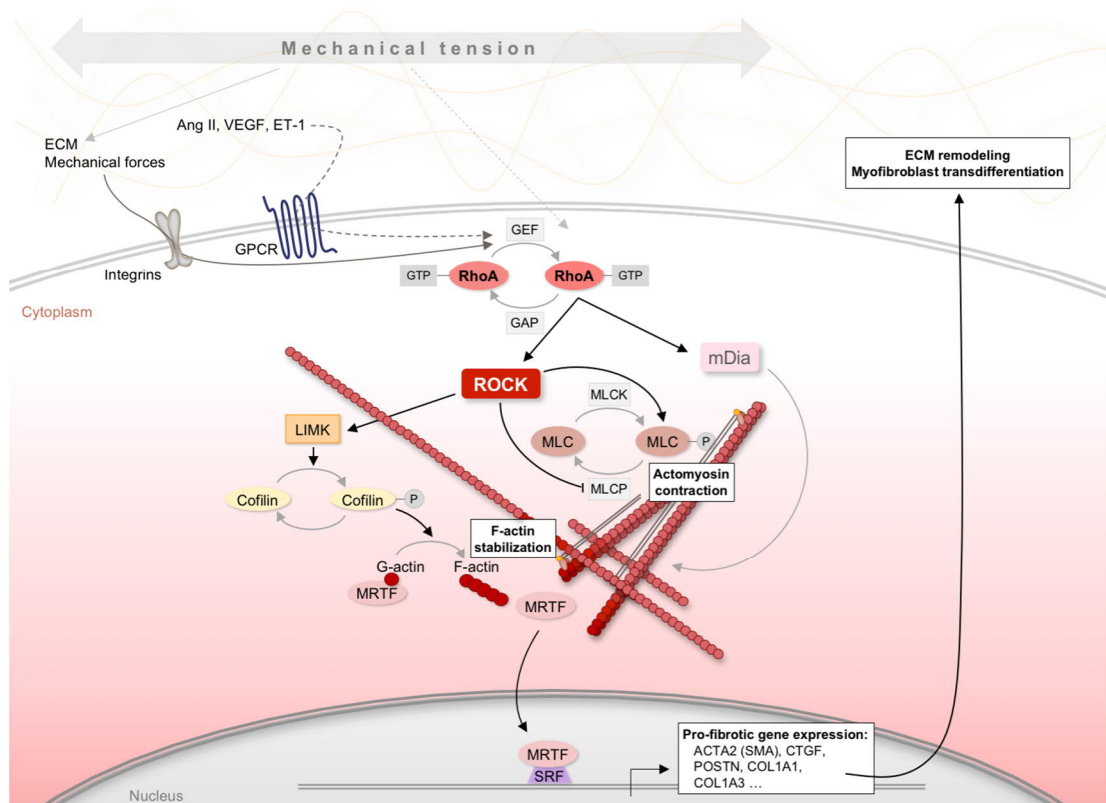 Mechanical tension
Ang II, VEGF, ET-1
ECM
Mechanical forces
ECM remodeling
Myofibroblast transdifferentiation
GPCR
Integrins
GEF
GTP
RhoA
RhoA
GTP
GAP
Cytoplasm
mDia
ROCK
MLCK
LIMK
MLC
MLC
P
MLCP
Actomyosin
contraction
Cofilin
Cofilin
P
F-actin
stabilization
G-actin
F-actin
MRTF
MRTF
MRTF
SRF
Pro-fibrotic gene expression:
ACTA2 (SMA), CTGF,
POSTN, COL1A1,
COL1A3 ...
Nucleus